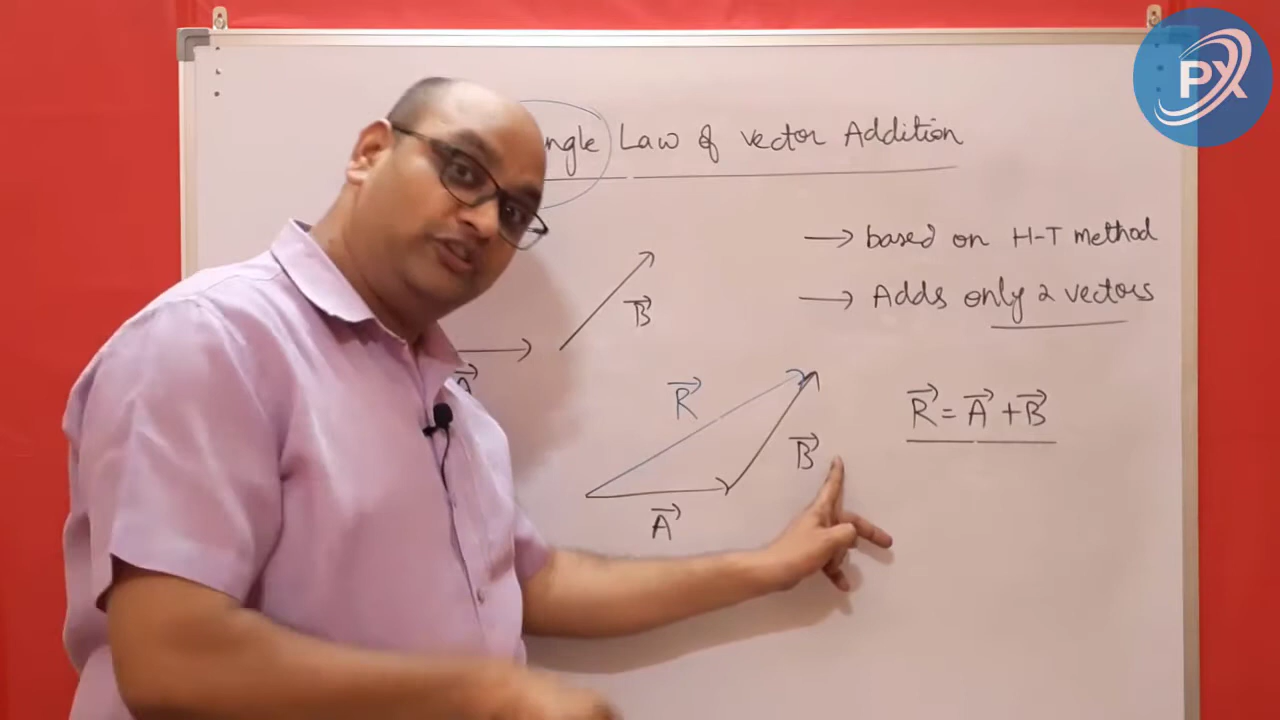 PX
ngle Law of vector Addition
→ based on H-T method
→ Adds only 2 vectors
B⃗
A⃗
R⃗
R⃗ = A⃗ + B⃗
B⃗
A⃗